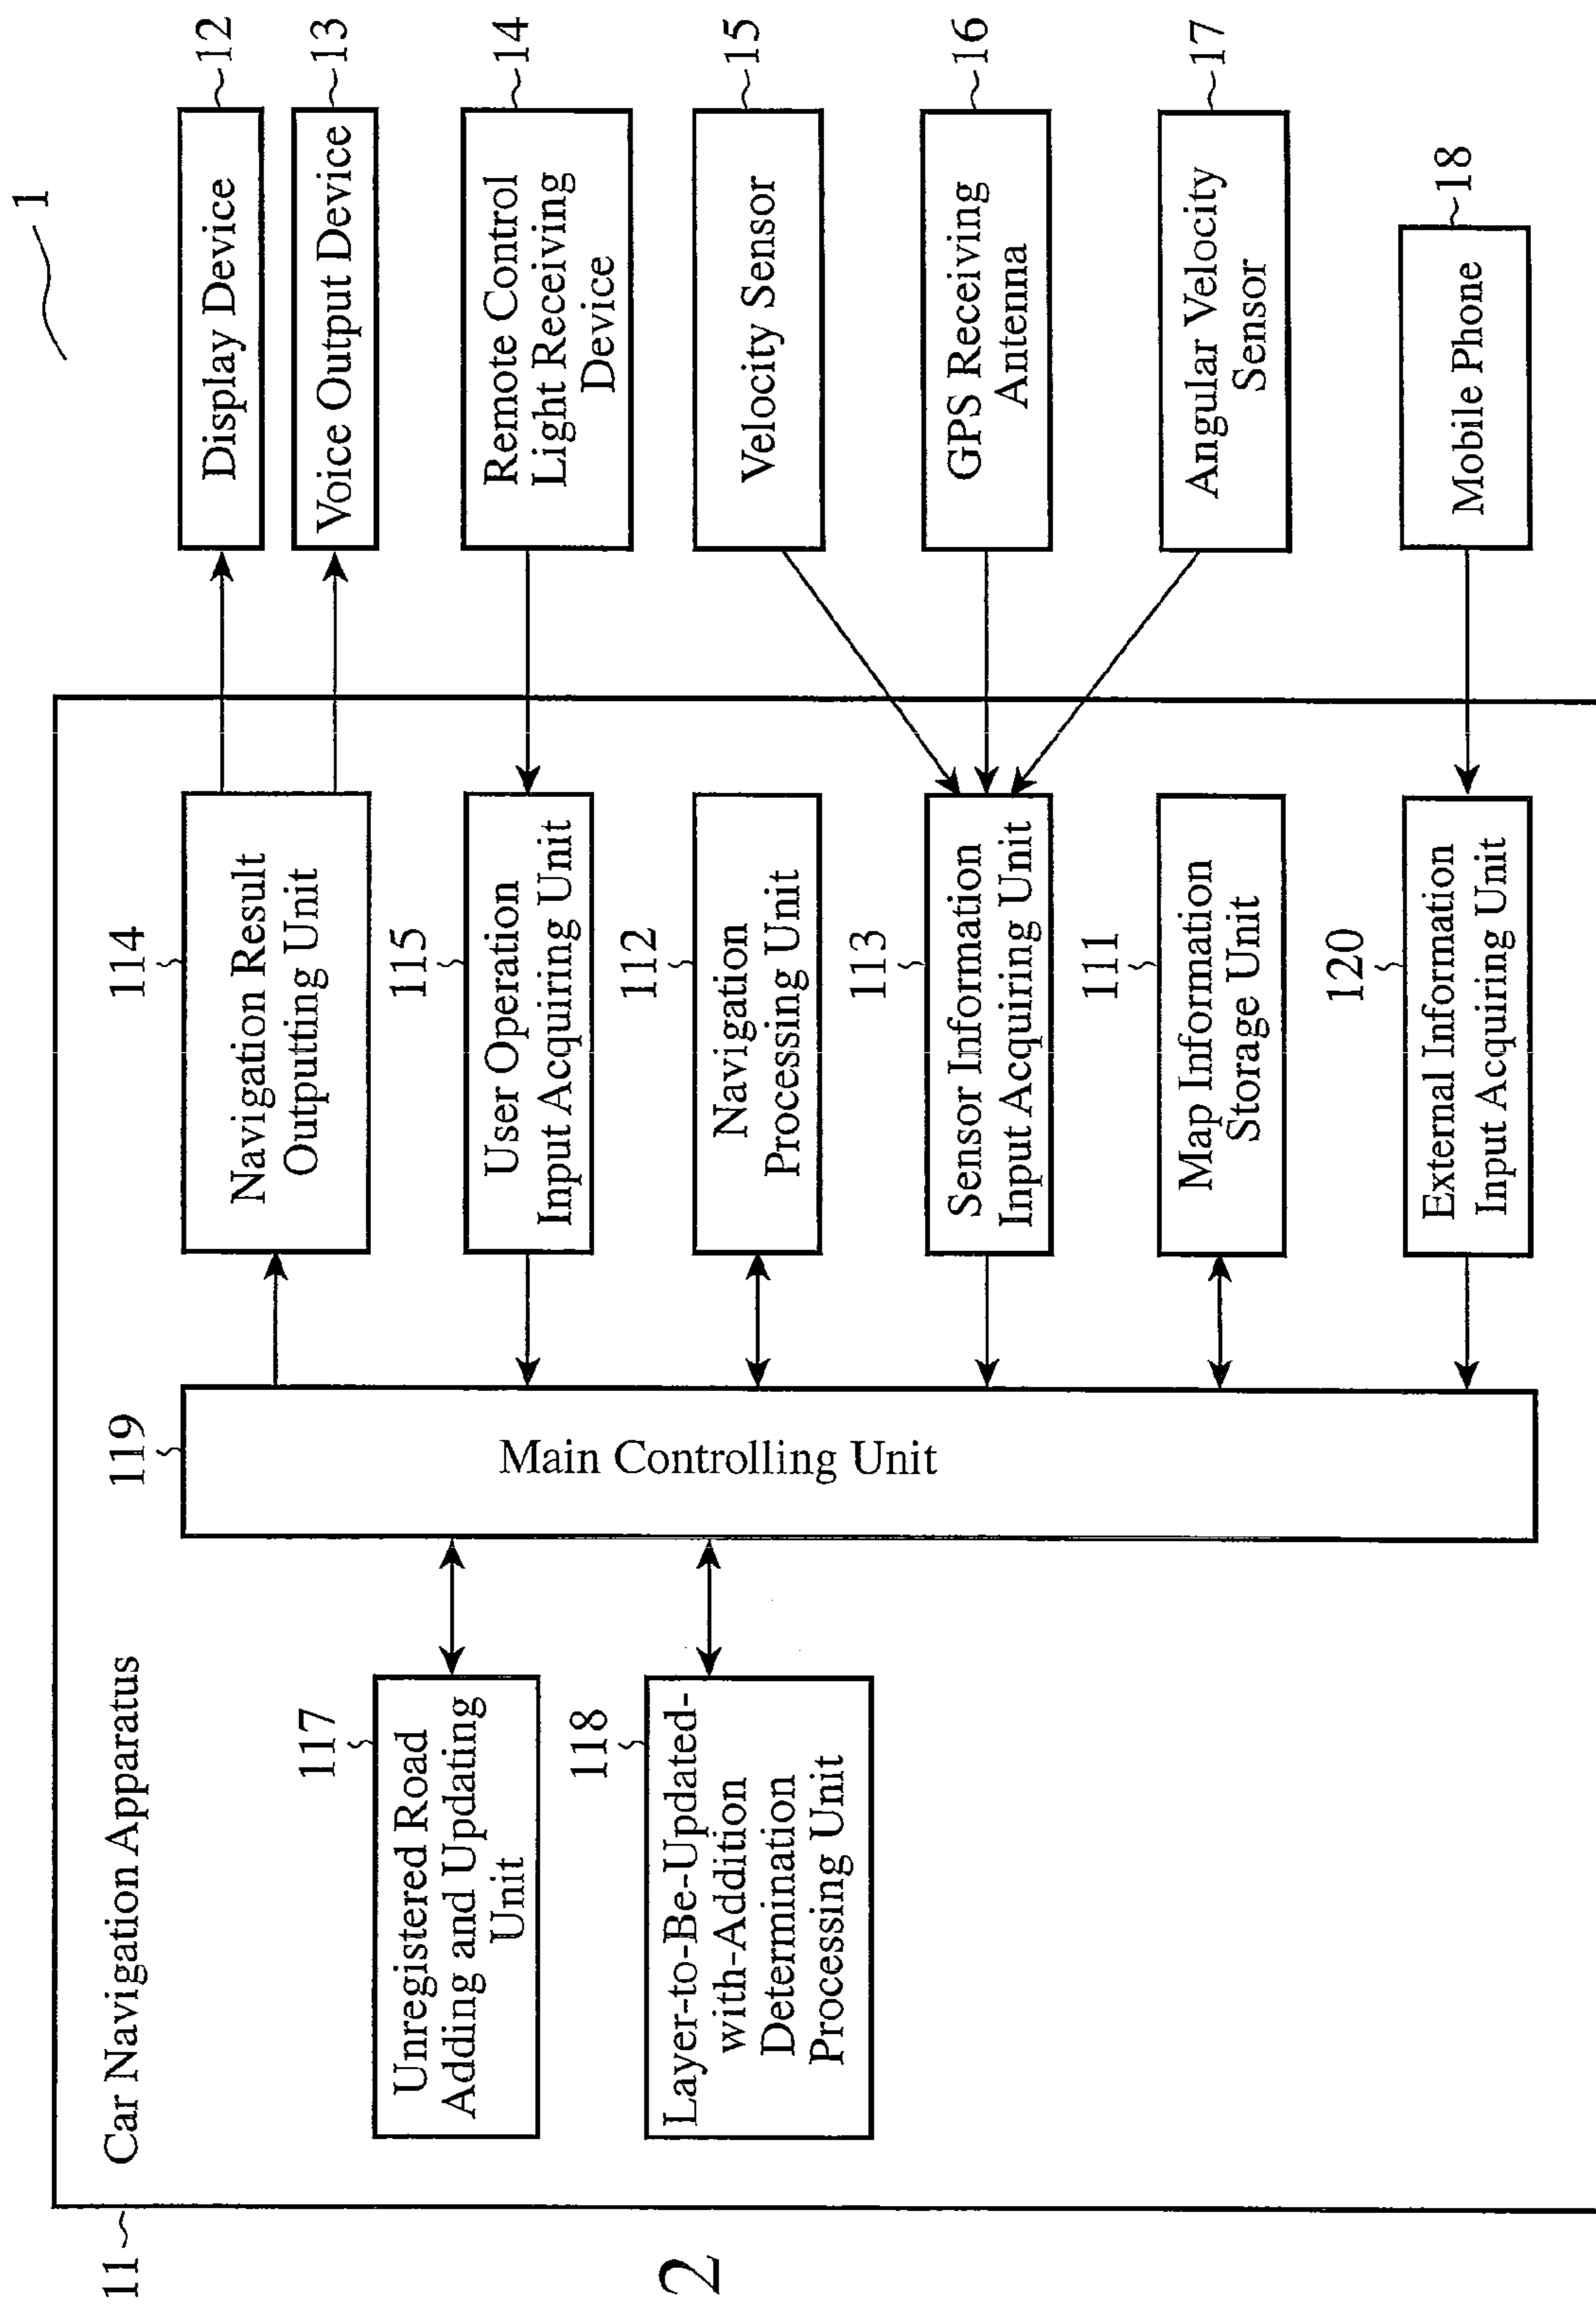 1
11
Car Navigation Apparatus
117
Unregistered Road
Adding and Updating
Unit
118
Layer-to-Be-Updated-
with-Addition
Determination
Processing Unit
119
Main Controlling Unit
114
Navigation Result
Outputting Unit
115
User Operation
Input Acquiring Unit
112
Navigation
Processing Unit
113
Sensor Information
Input Acquiring Unit
111
Map Information
Storage Unit
120
External Information
Input Acquiring Unit
Display Device
12
Voice Output Device
13
Remote Control
Light Receiving
Device
14
Velocity Sensor
15
GPS Receiving
Antenna
16
Angular Velocity
Sensor
17
Mobile Phone
18
2